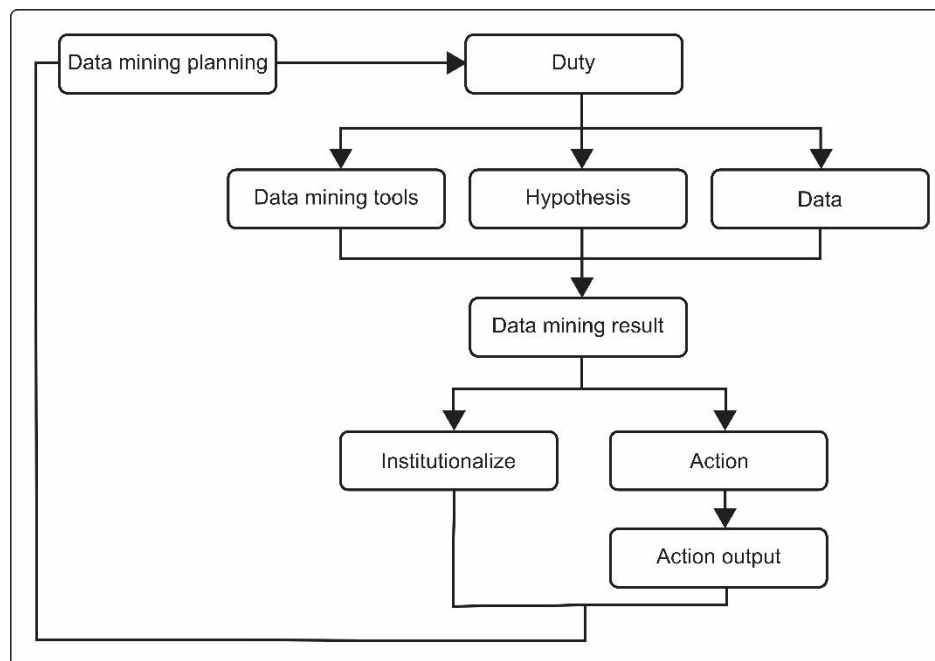 Data mining planning
Duty
Data mining tools
Hypothesis
Data
Data mining result
Institutionalize
Action
Action output